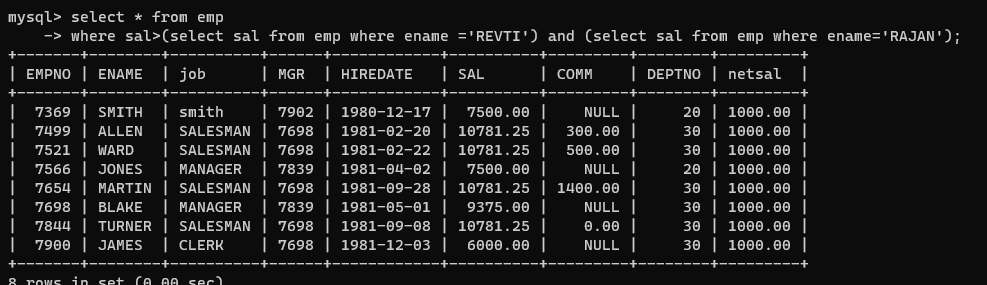 mysql> select * from emp
    -> where sal>(select sal from emp where ename ='REVTI') and (select sal from emp where ename='RAJAN');
+-------+--------+----------+------+------------+----------+---------+--------+---------+
| EMPNO | ENAME  | job      | MGR  | HIREDATE   | SAL      | COMM    | DEPTNO | netsal  |
+-------+--------+----------+------+------------+----------+---------+--------+---------+
|  7369 | SMITH  | smith    | 7902 | 1980-12-17 |  7500.00 |    NULL |     20 | 1000.00 |
|  7499 | ALLEN  | SALESMAN | 7698 | 1981-02-20 | 10781.25 |  300.00 |     30 | 1000.00 |
|  7521 | WARD   | SALESMAN | 7698 | 1981-02-22 | 10781.25 |  500.00 |     30 | 1000.00 |
|  7566 | JONES  | MANAGER  | 7839 | 1981-04-02 |  7500.00 |    NULL |     20 | 1000.00 |
|  7654 | MARTIN | SALESMAN | 7698 | 1981-09-28 | 10781.25 | 1400.00 |     30 | 1000.00 |
|  7698 | BLAKE  | MANAGER  | 7839 | 1981-05-01 |  9375.00 |    NULL |     30 | 1000.00 |
|  7844 | TURNER | SALESMAN | 7698 | 1981-09-08 | 10781.25 |    0.00 |     30 | 1000.00 |
|  7900 | JAMES  | CLERK    | 7698 | 1981-12-03 |  6000.00 |    NULL |     30 | 1000.00 |
+-------+--------+----------+------+------------+----------+---------+--------+---------+
8 rows in set (0.00 sec)